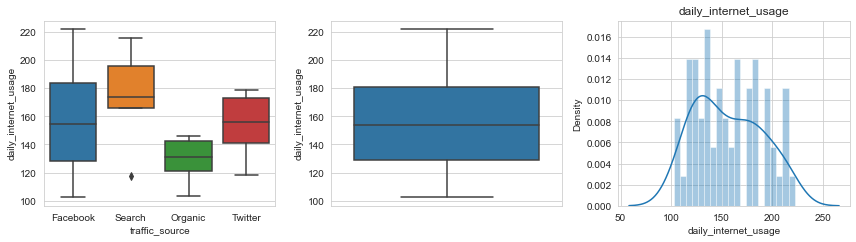 daily_internet_usage
220
200
180
160
140
120
100
Facebook Search Organic Twitter
traffic_source
daily_internet_usage
220
200
180
160
140
120
100
daily_internet_usage
Density
0.016
0.014
0.012
0.010
0.008
0.006
0.004
0.002
0.000
50 100 150 200 250
daily_internet_usage